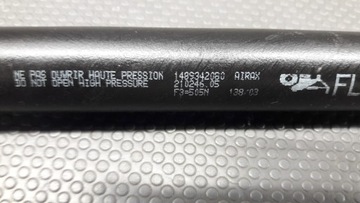 NE PAS OUVRIR HAUTE PRESSION 1489342080 AIRAX
DO NOT OPEN HIGH PRESSURE 210246.05
F3=505N 138/03
FL